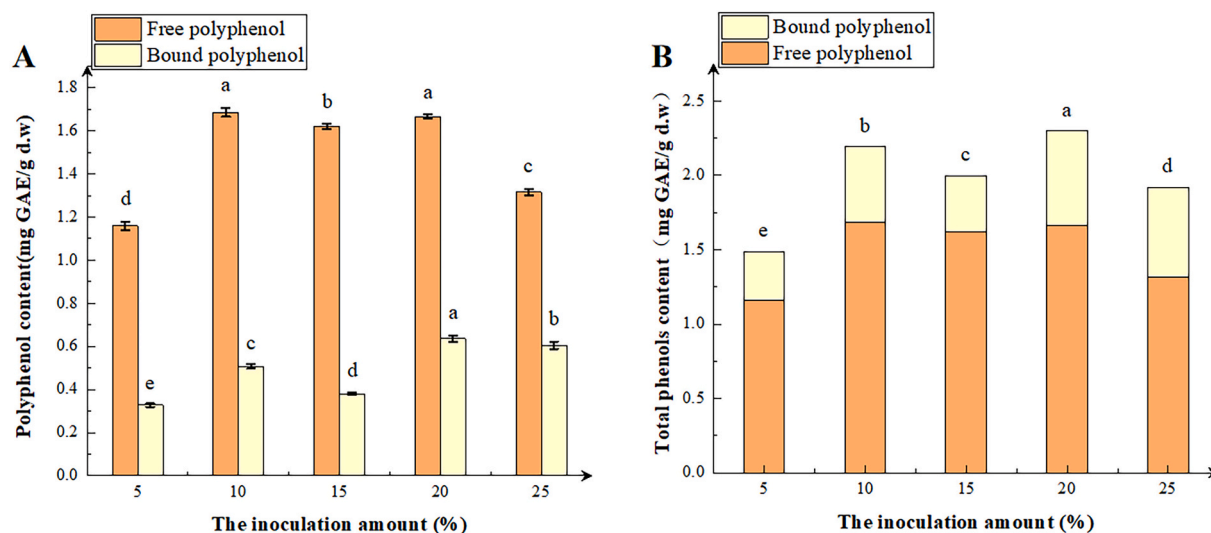 A
Free polyphenol
Bound polyphenol
Polyphenol content(mg GAE/g d.w)
1.8
1.6
1.4
1.2
1.0
0.8
0.6
0.4
0.2
0.0
d
e
a
c
b
d
a
a
c
b
5
10
15
20
25
The inoculation amount (%)
B
Bound polyphenol
Free polyphenol
Total phenols content（mg GAE/g d.w）
2.5
2.0
1.5
1.0
0.5
0.0
e
b
c
a
d
5
10
15
20
25
The inoculation amount (%)